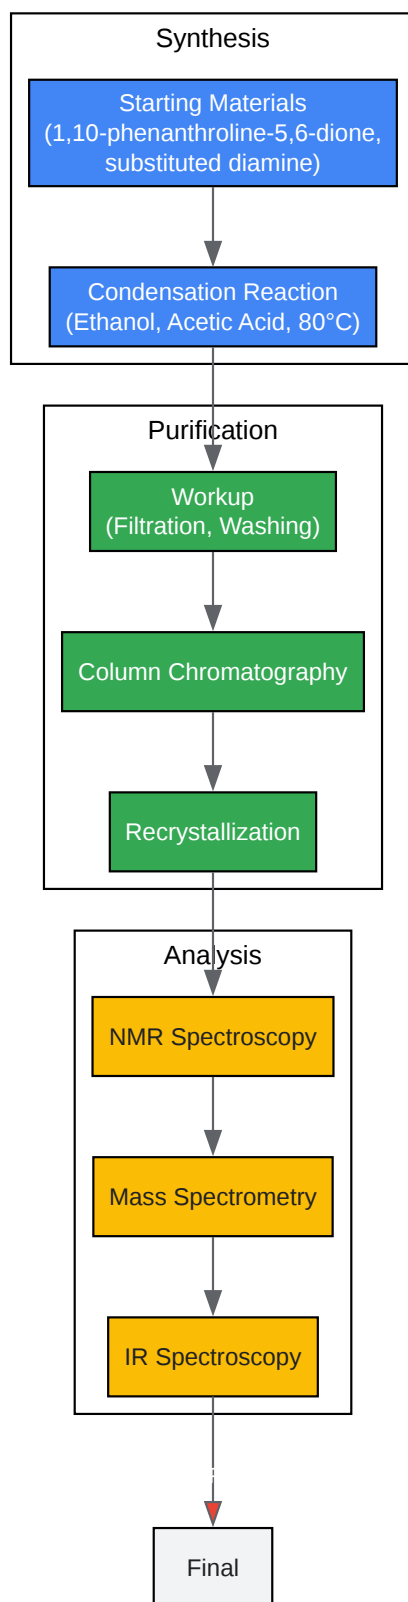 Synthesis
Starting Materials
(1,10-phenanthroline-5,6-dione,
substituted diamine)
Condensation Reaction
(Ethanol, Acetic Acid, 80°C)
Purification
Workup
(Filtration, Washing)
Column Chromatography
Recrystallization
Analysis
NMR Spectroscopy
Mass Spectrometry
IR Spectroscopy
Final